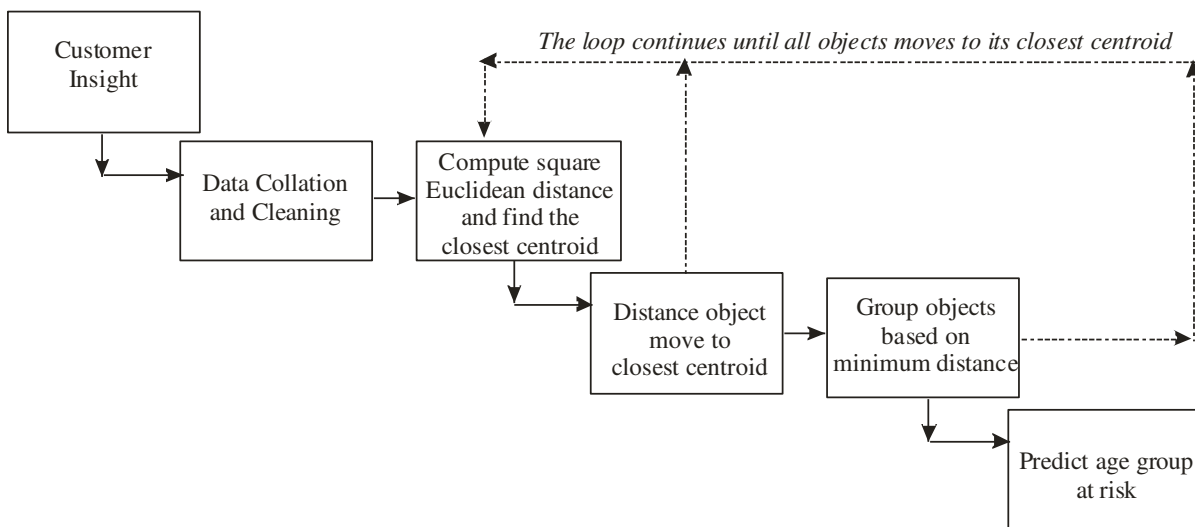 Customer
Insight
The loop continues until all objects moves to its closest centroid
Data Collation
and Cleaning
Compute square
Euclidean distance
and find the
closest centroid
Distance object
move to
closest centroid
Group objects
based on
minimum distance
Predict age group
at risk